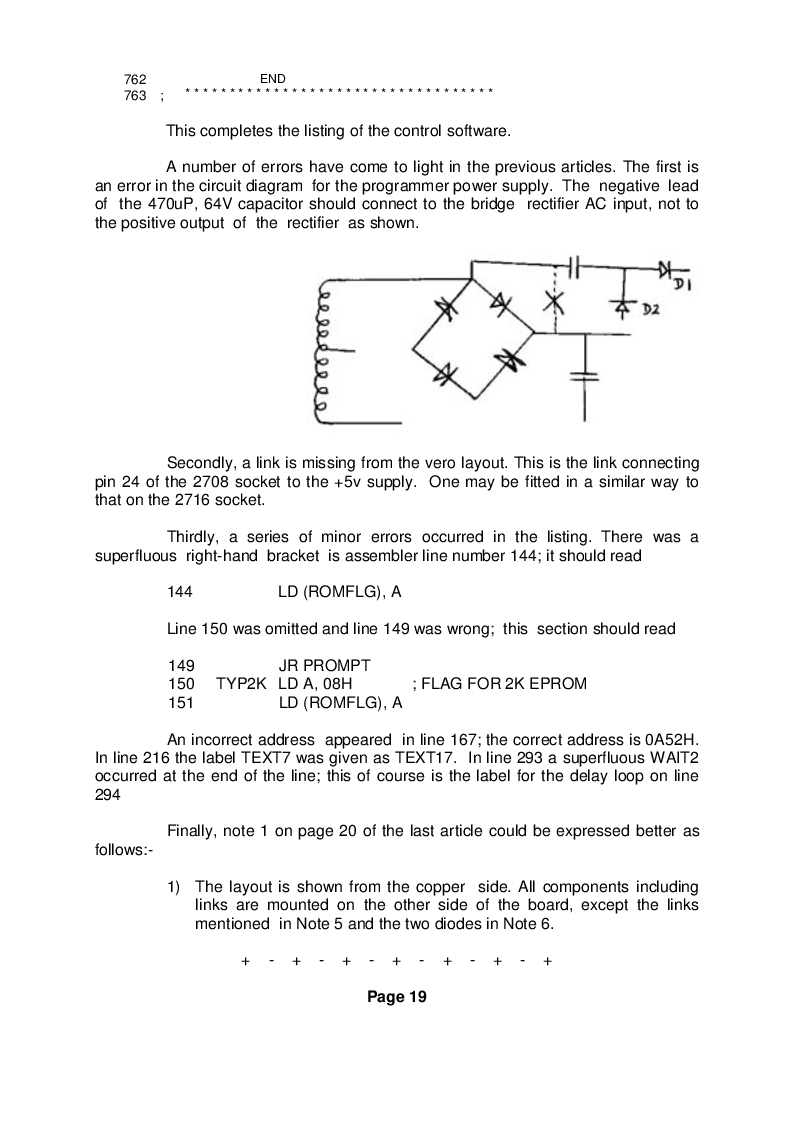 762 END
763 ; * * * * * * * * * * * * * * * * * * * * * * * * * * * * * * * * * * *
This completes the listing of the control software.
A number of errors have come to light in the previous articles. The first is
an error in the circuit diagram for the programmer power supply. The negative lead
of the 470uP, 64V capacitor should connect to the bridge rectifier AC input, not to
the positive output of the rectifier as shown.
D1
D2
Secondly, a link is missing from the vero layout. This is the link connecting
pin 24 of the 2708 socket to the +5v supply. One may be fitted in a similar way to
that on the 2716 socket.
Thirdly, a series of minor errors occurred in the listing. There was a
superfluous right-hand bracket is assembler line number 144; it should read
144 LD (ROMFLG), A
Line 150 was omitted and line 149 was wrong; this section should read
149 JR PROMPT
150 TYP2K LD A, 08H ; FLAG FOR 2K EPROM
151 LD (ROMFLG), A
An incorrect address appeared in line 167; the correct address is 0A52H.
In line 216 the label TEXT7 was given as TEXT17. In line 293 a superfluous WAIT2
occurred at the end of the line; this of course is the label for the delay loop on line
294
Finally, note 1 on page 20 of the last article could be expressed better as
follows:-
1) The layout is shown from the copper side. All components including
links are mounted on the other side of the board, except the links
mentioned in Note 5 and the two diodes in Note 6.
+ - + - + - + - + - + - +
Page 19